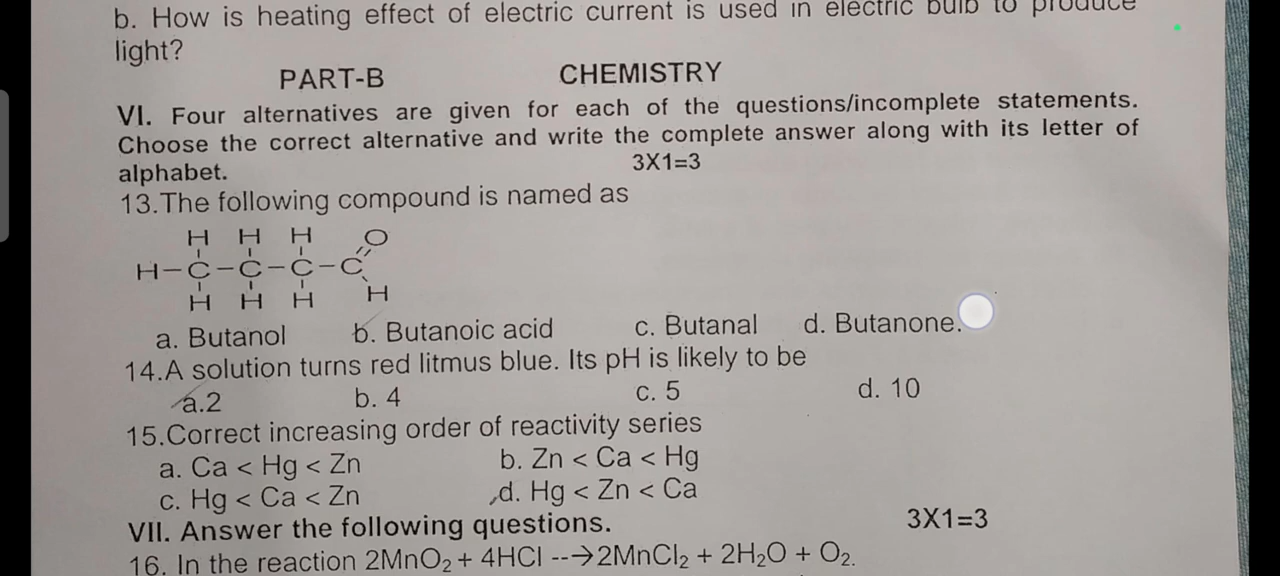 b. How is heating effect of electric current is used in electric bulb to produce
light?
PART-B CHEMISTRY
VI. Four alternatives are given for each of the questions/incomplete statements.
Choose the correct alternative and write the complete answer along with its letter of
alphabet. 3X1=3
13.The following compound is named as
H H H O
H-C-C-C-C
H H H H
a. Butanol b. Butanoic acid c. Butanal d. Butanone.
14.A solution turns red litmus blue. Its pH is likely to be
a.2 b. 4 c. 5 d. 10
15.Correct increasing order of reactivity series
a. Ca < Hg < Zn b. Zn < Ca < Hg
c. Hg < Ca < Zn d. Hg < Zn < Ca
VII. Answer the following questions. 3X1=3
16. In the reaction 2MnO₂ + 4HCl --→2MnCl₂ + 2H₂O + O₂.